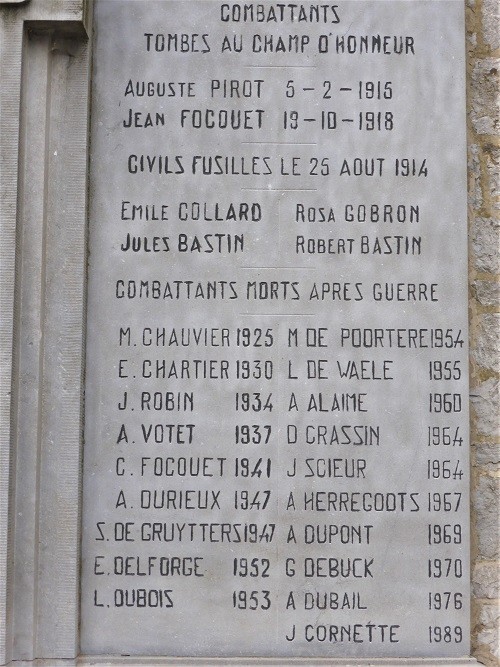 COMBATTANTS
TOMBES AU CHAMP D'HONNEUR
AUGUSTE PIROT 5-2-1915
JEAN FOCQUET 19-10-1918
CIVILS FUSILLES LE 25 AOUT 1914
EMILE COLLARD ROSA GOBRON
JULES BASTIN ROBERT BASTIN
COMBATTANTS MORTS APRES GUERRE
M. CHAUVIER 1925 M DE POORTERE 1954
E. CHARTIER 1930 L DE WAELE 1955
J. ROBIN 1934 A ALAIME 1960
A. VOTET 1937 D GRASSIN 1964
C. FOCQUET 1941 J SCIEUR 1964
A. DURIEUX 1947 A HERREGODTS 1967
S. DE GRUYTTERS 1947 A DUPONT 1969
E. DELFORGE 1952 G DEBUCK 1970
L. DUBOIS 1953 A DUBAIL 1976
J CORNETTE 1989